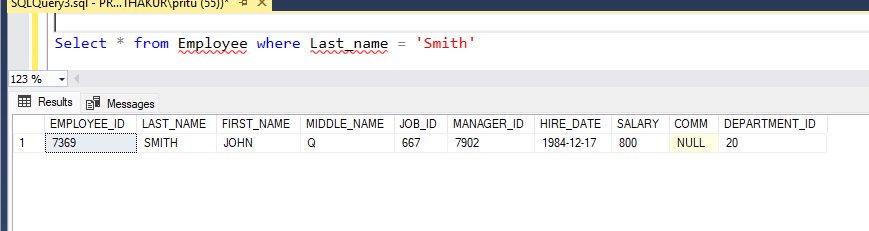 SQLQuery3.sql - PR...THAKUR\pritu (55))*
Select * from Employee where Last_name = 'Smith'
123 %
Results Messages
EMPLOYEE_ID LAST_NAME FIRST_NAME MIDDLE_NAME JOB_ID MANAGER_ID HIRE_DATE SALARY COMM DEPARTMENT_ID
1 7369 SMITH JOHN Q 667 7902 1984-12-17 800 NULL 20